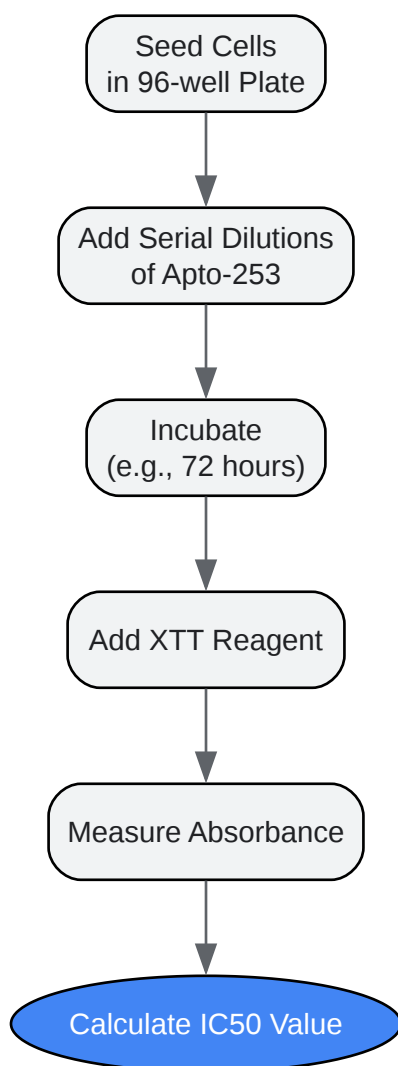 Seed Cells
in 96-well Plate
Add Serial Dilutions
of Apto-253
Incubate
(e.g., 72 hours)
Add XTT Reagent
Measure Absorbance
Calculate IC50 Value